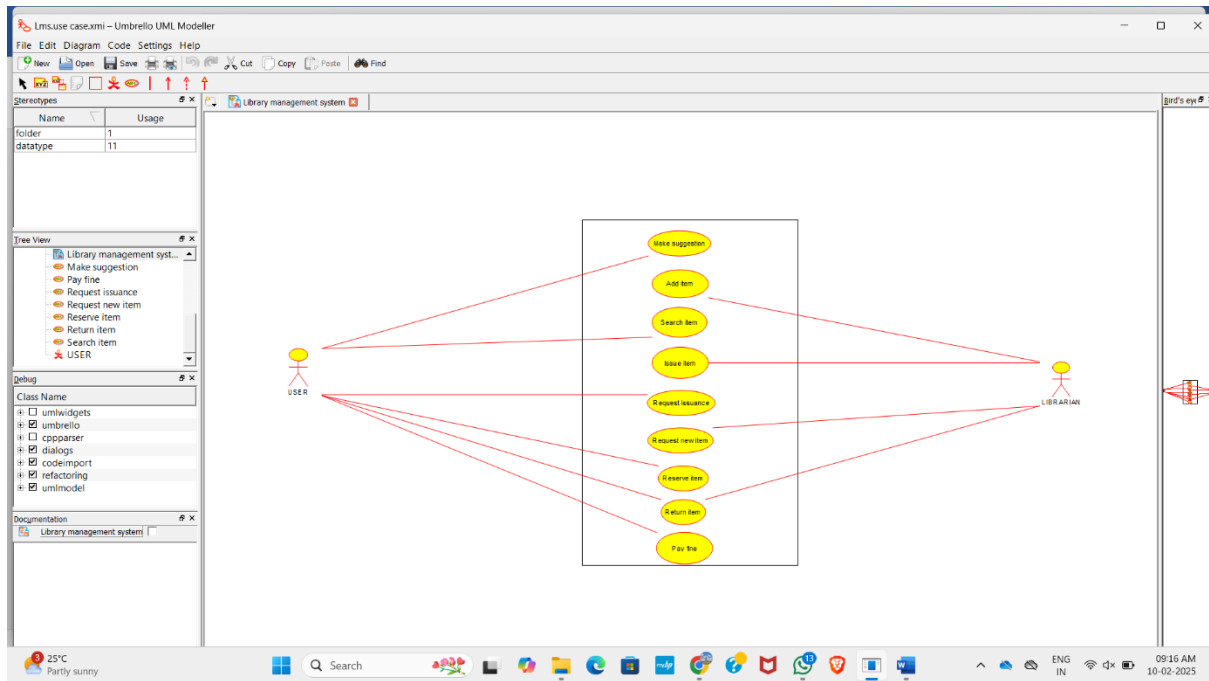 Lms.use case.xmi – Umbrello UML Modeller
File Edit Diagram Code Settings Help
New Open Save Cut Copy Paste Find
Stereotypes
Name Usage
folder 1
datatype 11
Tree View
Library management syst...
Make suggestion
Pay fine
Request issuance
Request new item
Reserve item
Return item
Search item
USER
Debug
Class Name
umlwidgets
umbrello
cppparser
dialogs
codeimport
refactoring
umlmodel
Documentation
Library management system
Library management system
Make suggestion
Add item
Search item
Issue item
Request issuance
Request new item
Reserve item
Return item
Pay fine
USER
LIBRARIAN
Bird's eye
3
25°C
Partly sunny
Search
13
ENG
IN
09:16 AM
10-02-2025